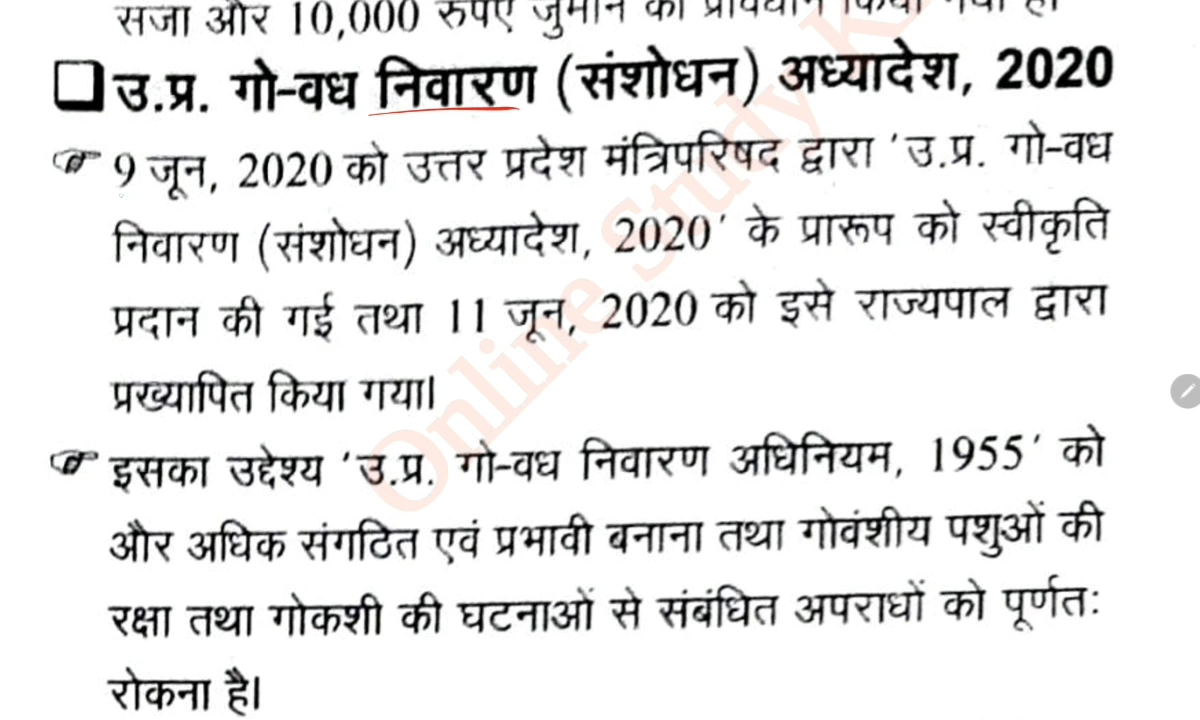 सजा और 10,000 रुपए जुर्माने का प्रावधान किया गया है।
उ.प्र. गो-वध निवारण (संशोधन) अध्यादेश, 2020
9 जून, 2020 को उत्तर प्रदेश मंत्रिपरिषद द्वारा 'उ.प्र. गो-वध
निवारण (संशोधन) अध्यादेश, 2020' के प्रारूप को स्वीकृति
प्रदान की गई तथा 11 जून, 2020 को इसे राज्यपाल द्वारा
प्रख्यापित किया गया।
इसका उद्देश्य 'उ.प्र. गो-वध निवारण अधिनियम, 1955' को
और अधिक संगठित एवं प्रभावी बनाना तथा गोवंशीय पशुओं की
रक्षा तथा गोकशी की घटनाओं से संबंधित अपराधों को पूर्णतः
रोकना है।
Online Study